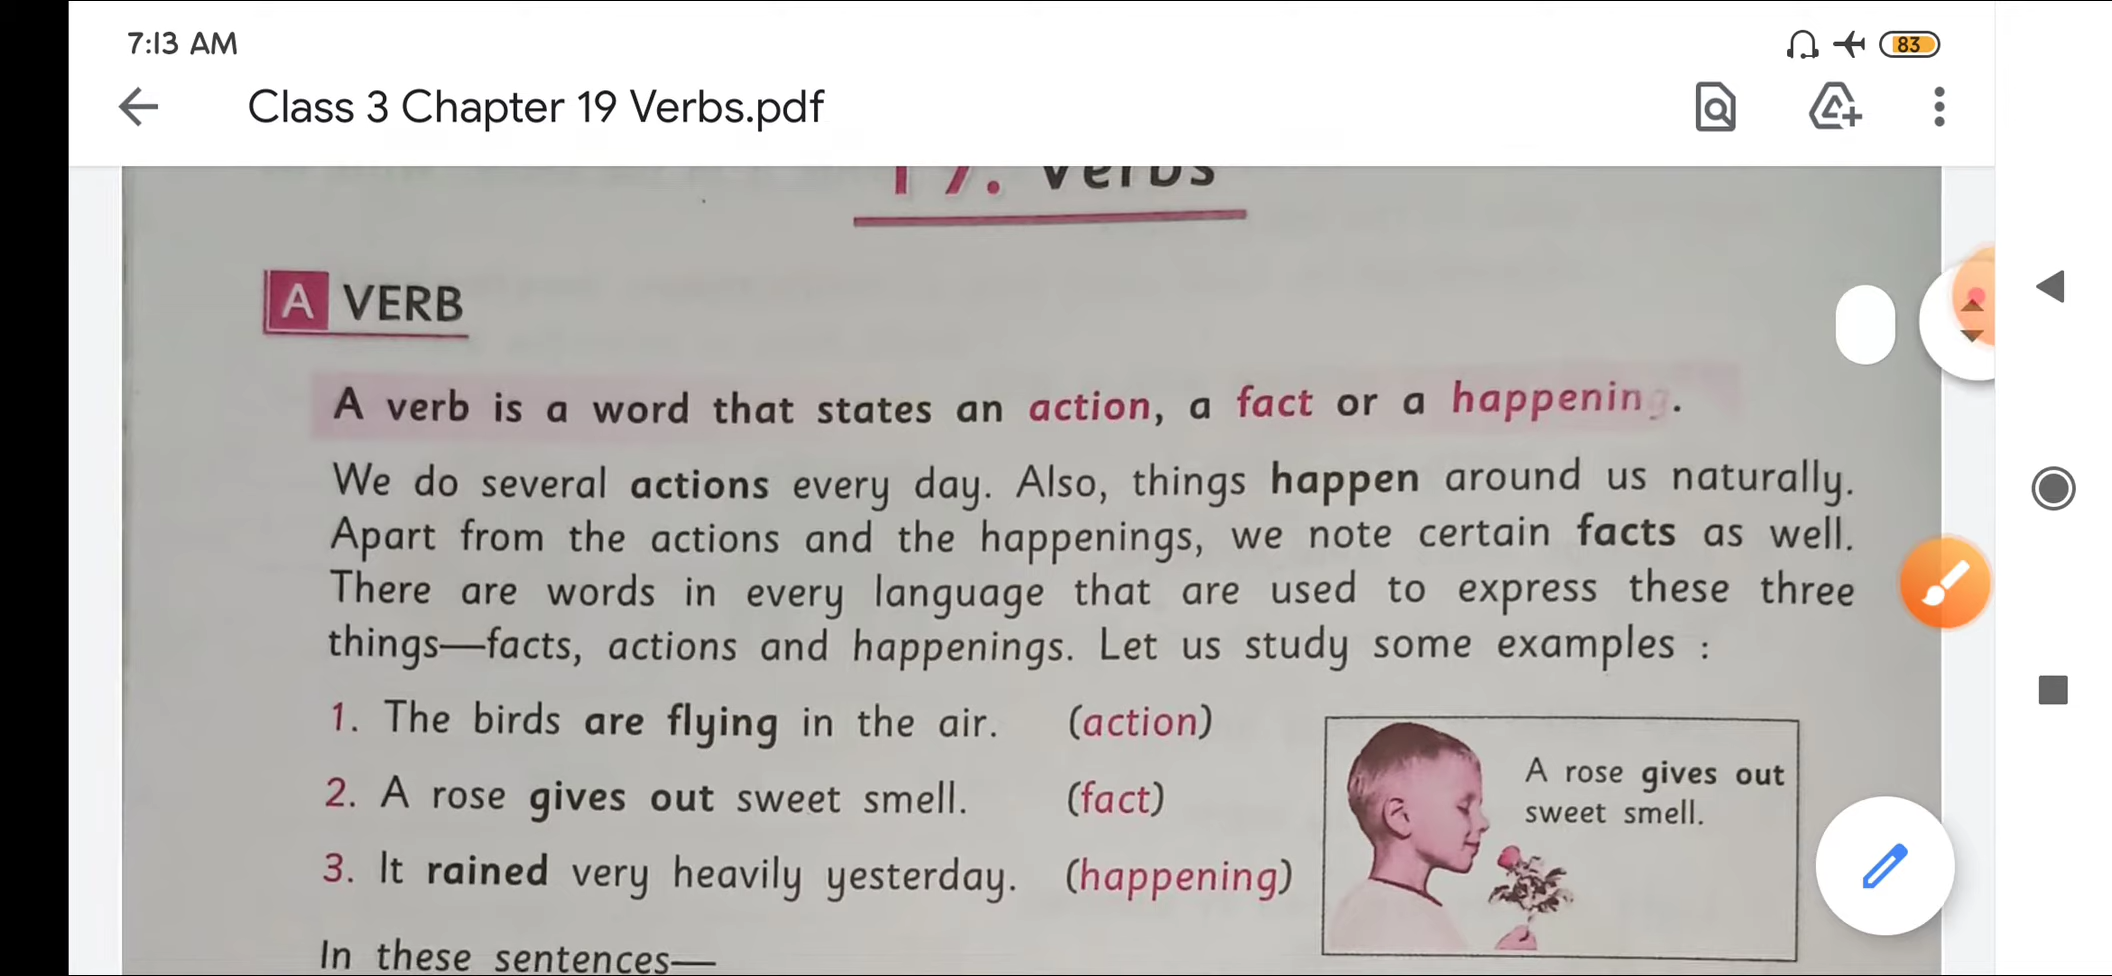 7:13 AM
83
Class 3 Chapter 19 Verbs.pdf
19. Verbs
A VERB
A verb is a word that states an action, a fact or a happening.
We do several actions every day. Also, things happen around us naturally.
Apart from the actions and the happenings, we note certain facts as well.
There are words in every language that are used to express these three
things—facts, actions and happenings. Let us study some examples :
1. The birds are flying in the air. (action)
2. A rose gives out sweet smell. (fact)
3. It rained very heavily yesterday. (happening)
A rose gives out
sweet smell.
In these sentences—